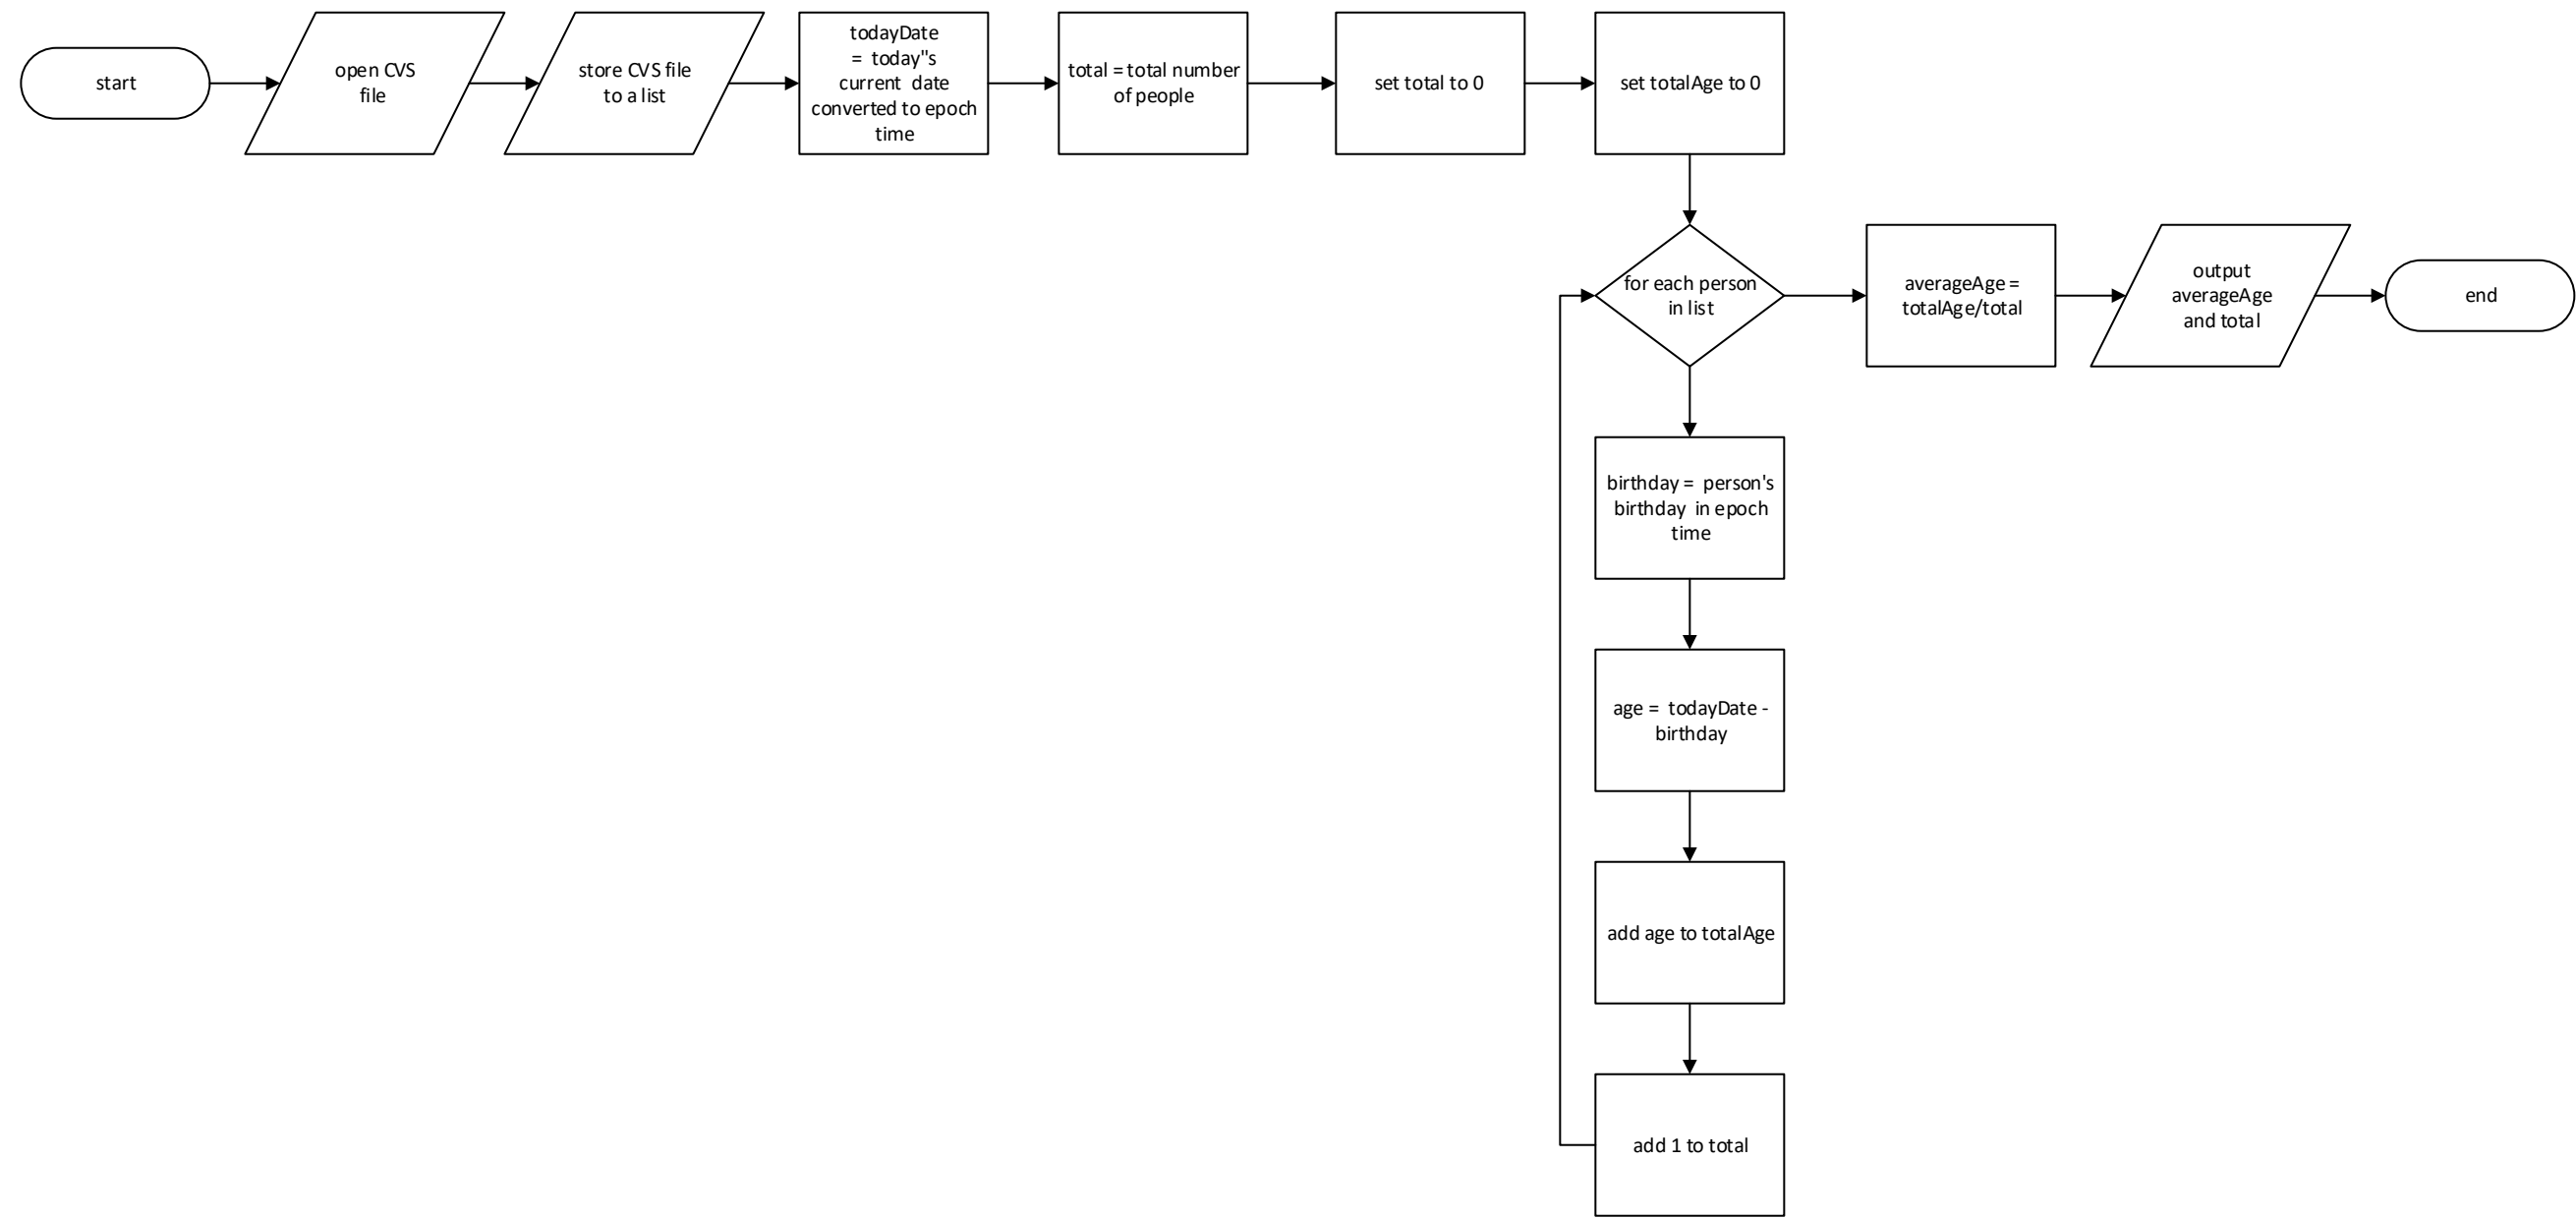 start
open CVS
file
store CVS file
to a list
todayDate
= today"s
current date
converted to epoch
time
total = total number
of people
set total to 0
set totalAge to 0
for each person
in list
averageAge =
totalAge/total
output
averageAge
and total
end
birthday = person's
birthday in epoch
time
age = todayDate -
birthday
add age to totalAge
add 1 to total